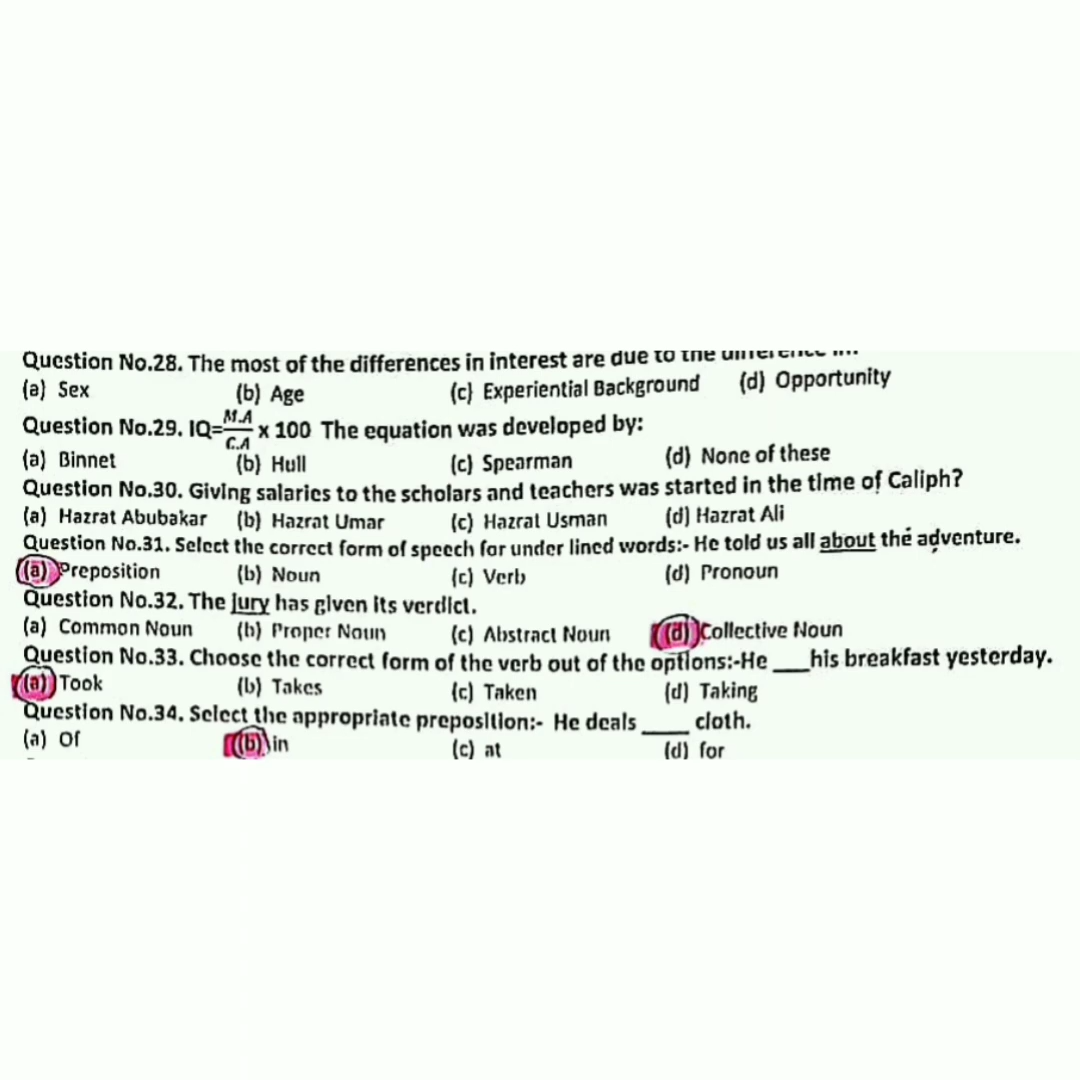 Question No.28. The most of the differences in interest are due to the difference in:
(a) Sex (b) Age (c) Experiential Background (d) Opportunity
Question No.29. IQ=M.A/C.A x 100 The equation was developed by:
(a) Binnet (b) Hull (c) Spearman (d) None of these
Question No.30. Giving salaries to the scholars and teachers was started in the time of Caliph?
(a) Hazrat Abubakar (b) Hazrat Umar (c) Hazrat Usman (d) Hazrat Ali
Question No.31. Select the correct form of speech for under lined words:- He told us all about the adventure.
(a) Preposition (b) Noun (c) Verb (d) Pronoun
Question No.32. The jury has given its verdict.
(a) Common Noun (b) Proper Noun (c) Abstract Noun (d) Collective Noun
Question No.33. Choose the correct form of the verb out of the options:-He ___his breakfast yesterday.
(a) Took (b) Takes (c) Taken (d) Taking
Question No.34. Select the appropriate preposition:- He deals ____ cloth.
(a) Of (b) in (c) at (d) for